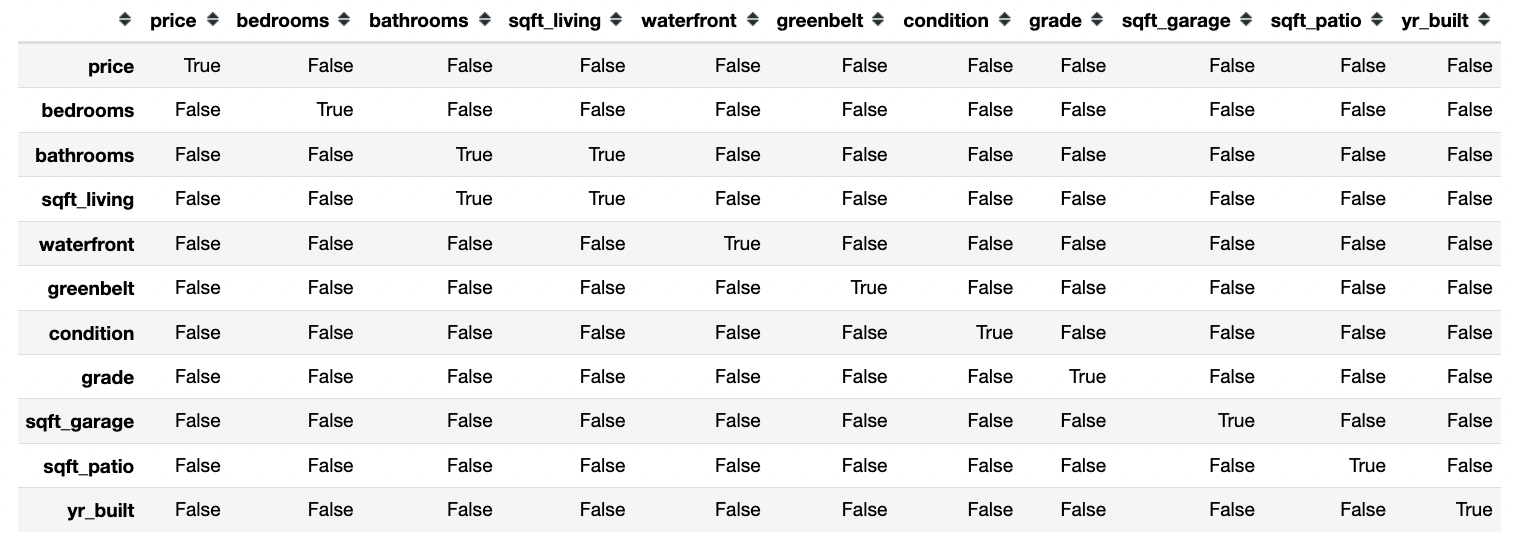 price bedrooms bathrooms sqft_living waterfront greenbelt condition grade sqft_garage sqft_patio yr_built
price True False False False False False False False False False False
bedrooms False True False False False False False False False False False
bathrooms False False True True False False False False False False False
sqft_living False False True True False False False False False False False
waterfront False False False False True False False False False False False
greenbelt False False False False False True False False False False False
condition False False False False False False True False False False False
grade False False False False False False False True False False False
sqft_garage False False False False False False False False True False False
sqft_patio False False False False False False False False False True False
yr_built False False False False False False False False False False True